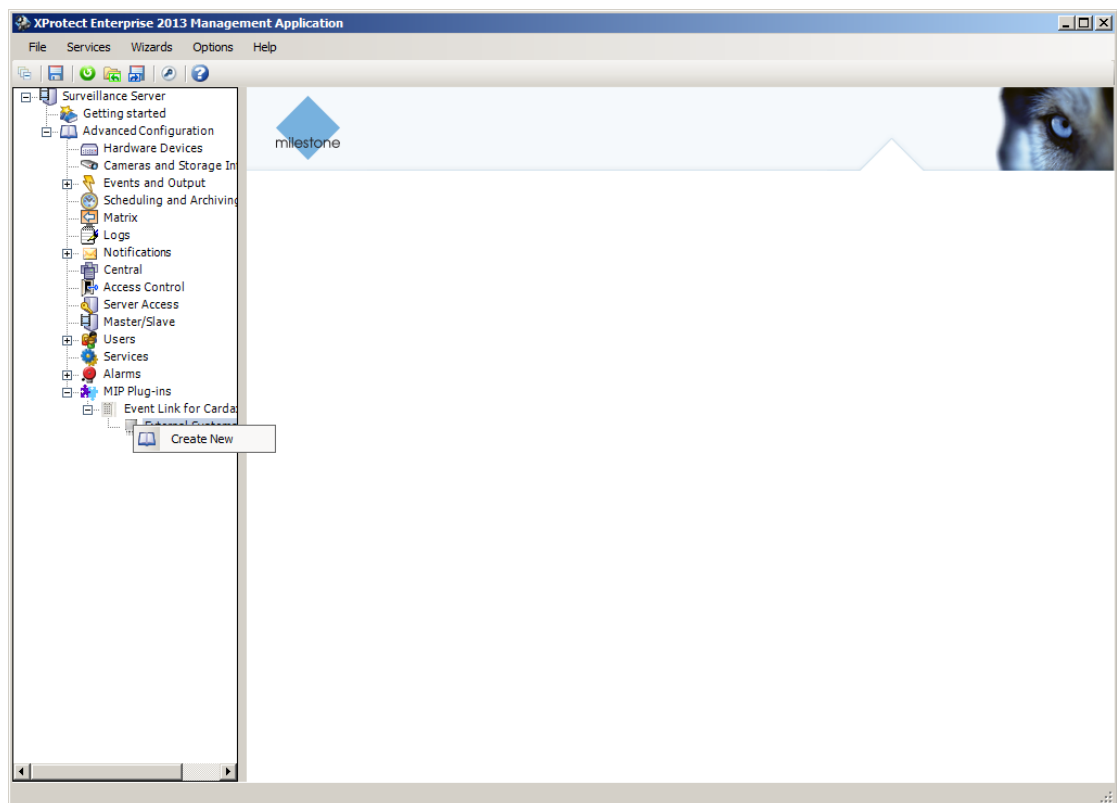 XProtect Enterprise 2013 Management Application
File Services Wizards Options Help
Surveillance Server
Getting started
Advanced Configuration
Hardware Devices
Cameras and Storage In
Events and Output
Scheduling and Archiving
Matrix
Logs
Notifications
Central
Access Control
Server Access
Master/Slave
Users
Services
Alarms
MIP Plug-ins
Event Link for Carda
External Systems
Create New
milestone